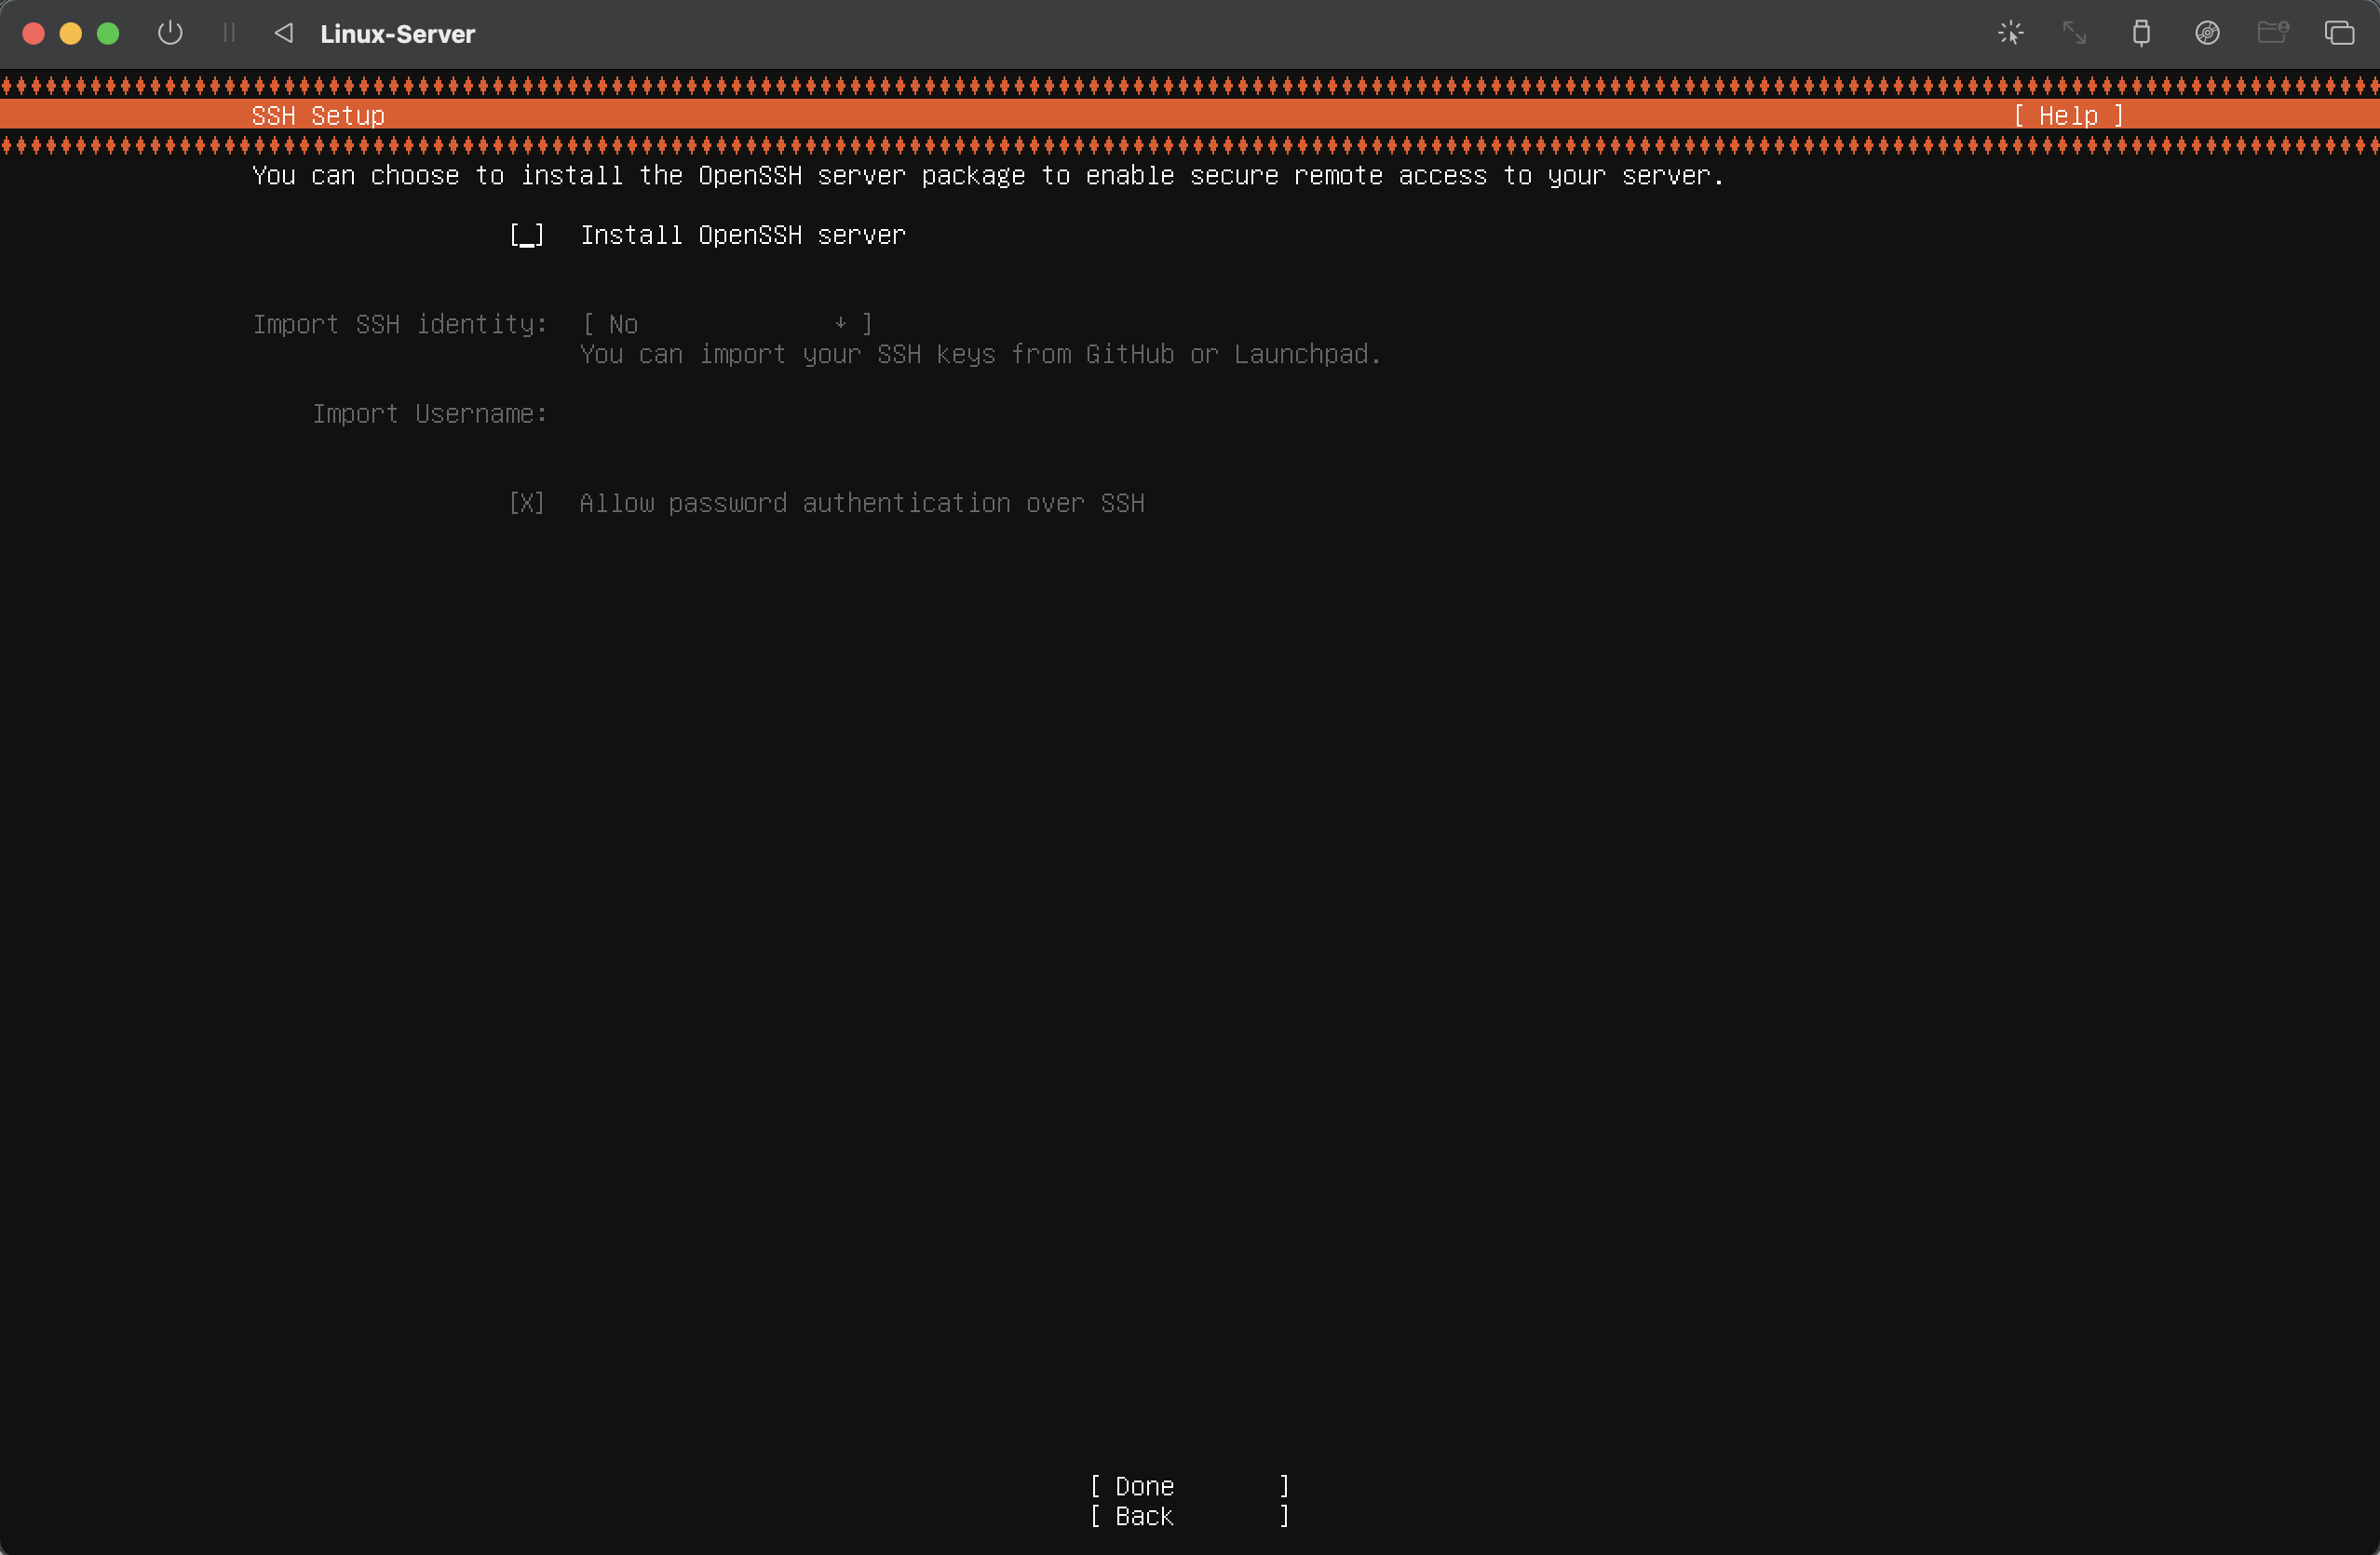 Linux-Server
SSH Setup [ Help ]
You can choose to install the OpenSSH server package to enable secure remote access to your server.
[_] Install OpenSSH server
Import SSH identity: [ No ↓ ]
You can import your SSH keys from GitHub or Launchpad.
Import Username:
[X] Allow password authentication over SSH
[ Done ]
[ Back ]